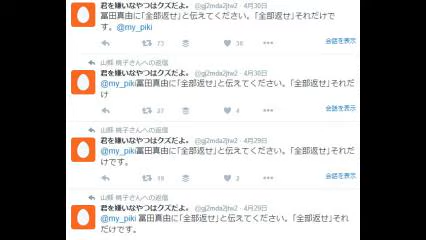 君を嫌いなやつはクズだよ。 @gj2mda2jtw2・4月30日
冨田真由に｢全部返せ｣と伝えてください。｢全部返せ｣それだけで
す。@my_piki
73 38
会話を表示
山縣 桃子さんへの返信
君を嫌いなやつはクズだよ。 @gj2mda2jtw2・4月30日
@my_piki冨田真由に｢全部返せ｣と伝えてください。｢全部返せ｣それだ
け
27 4
会話を表示
山縣 桃子さんへの返信
君を嫌いなやつはクズだよ。 @gj2mda2jtw2・4月29日
@my_piki冨田真由に｢全部返せ｣と伝えてください。｢全部返せ｣それだ
けです。
19 2
会話を表示
山縣 桃子さんへの返信
君を嫌いなやつはクズだよ。 @gj2mda2jtw2・4月29日
@my_piki 冨田真由に｢全部返せ｣と伝えてください。｢全部返せ｣それ
だけです。